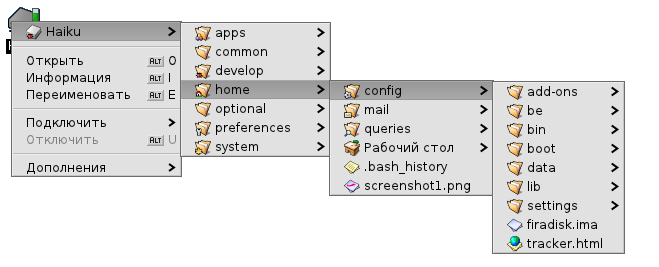 Haiku
Открыть ALT O
Информация ALT I
Переименовать ALT E
Подключить
Отключить ALT U
Дополнения
apps
common
develop
home
optional
preferences
system
config
mail
queries
Рабочий стол
.bash_history
screenshot1.png
add-ons
be
bin
boot
data
lib
settings
firadisk.ima
tracker.html